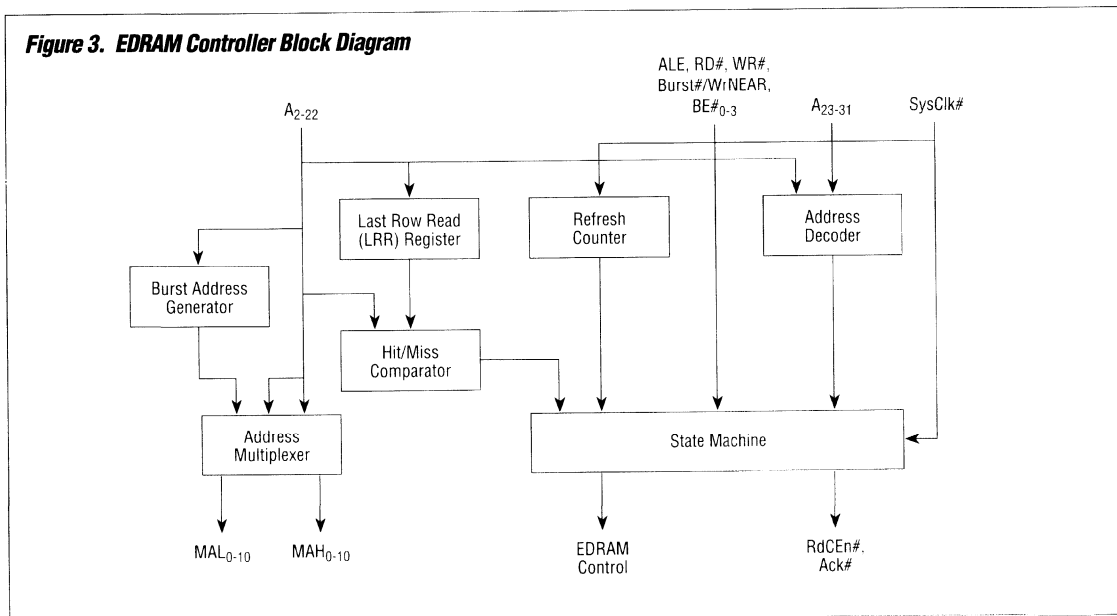 Figure 3. EDRAM Controller Block Diagram
ALE, RD#, WR#,
Burst#/WrNEAR,
BE#0-3
A2-22
A23-31
SysClk#
Last Row Read
(LRR) Register
Refresh
Counter
Address
Decoder
Burst Address
Generator
Hit/Miss
Comparator
Address
Multiplexer
State Machine
MAL0-10
MAH0-10
EDRAM
Control
RdCEn#,
Ack#